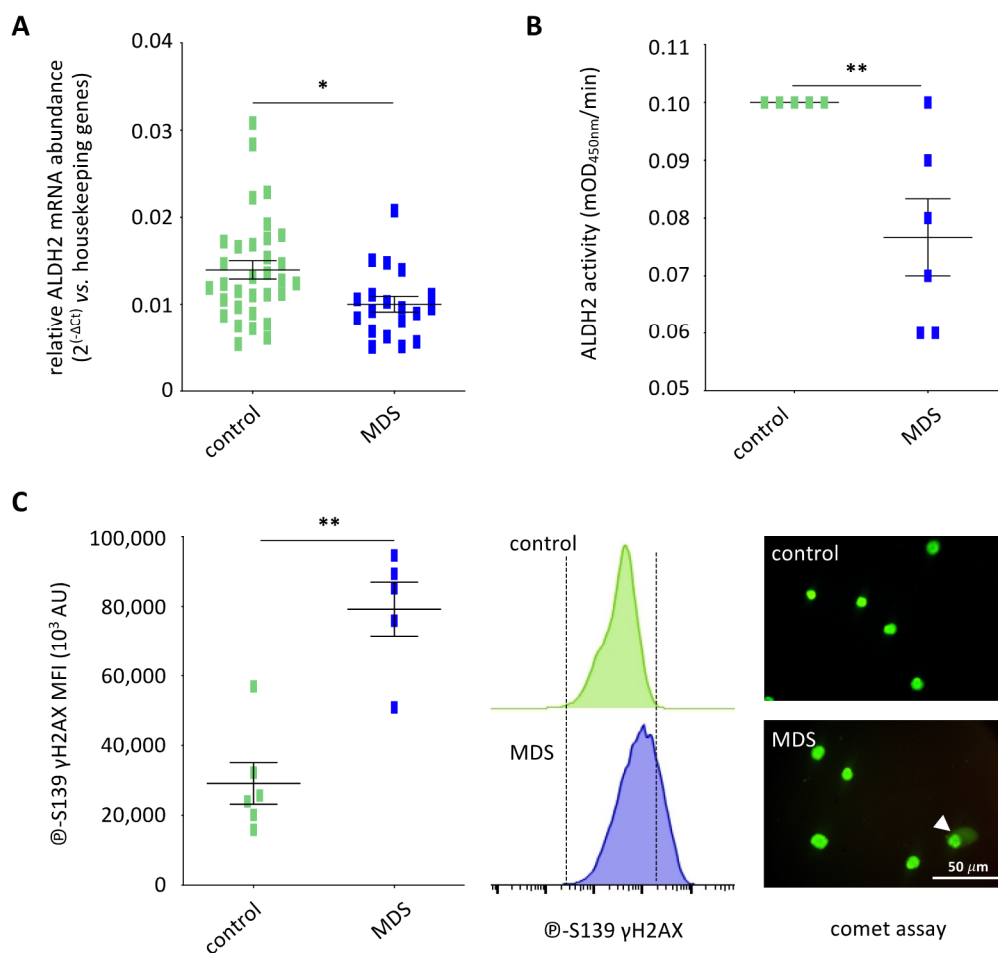 A
relative ALDH2 mRNA abundance
(2^(-ΔCt) vs. housekeeping genes)
0.04
0.03
0.02
0.01
0
*
control
MDS
B
ALDH2 activity (mOD450nm/min)
0.10
0.09
0.08
0.07
0.06
0.05
**
control
MDS
C
Ⓟ-S139 γH2AX MFI (10³ AU)
100,000
80,000
60,000
40,000
20,000
0
**
control
MDS
control
MDS
Ⓟ-S139 γH2AX
control
MDS
50 μm
comet assay